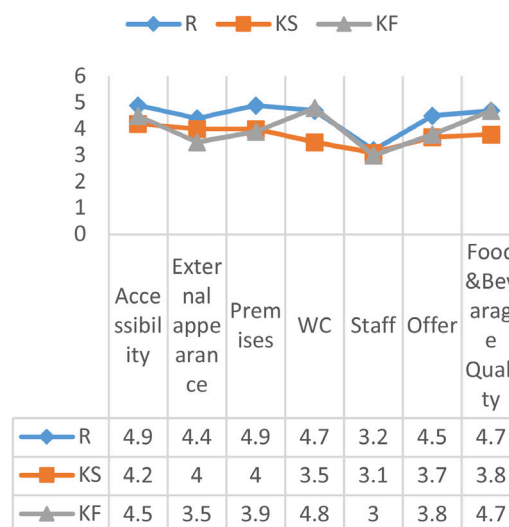 R KS KF
6
5
4
3
2
1
0
Acce
ssibil
ity
Exter
nal
appe
aran
ce
Prem
ises
WC
Staff
Offer
Food
&Bev
arag
e
Qual
ty
R 4.9 4.4 4.9 4.7 3.2 4.5 4.7
KS 4.2 4 4 3.5 3.1 3.7 3.8
KF 4.5 3.5 3.9 4.8 3 3.8 4.7